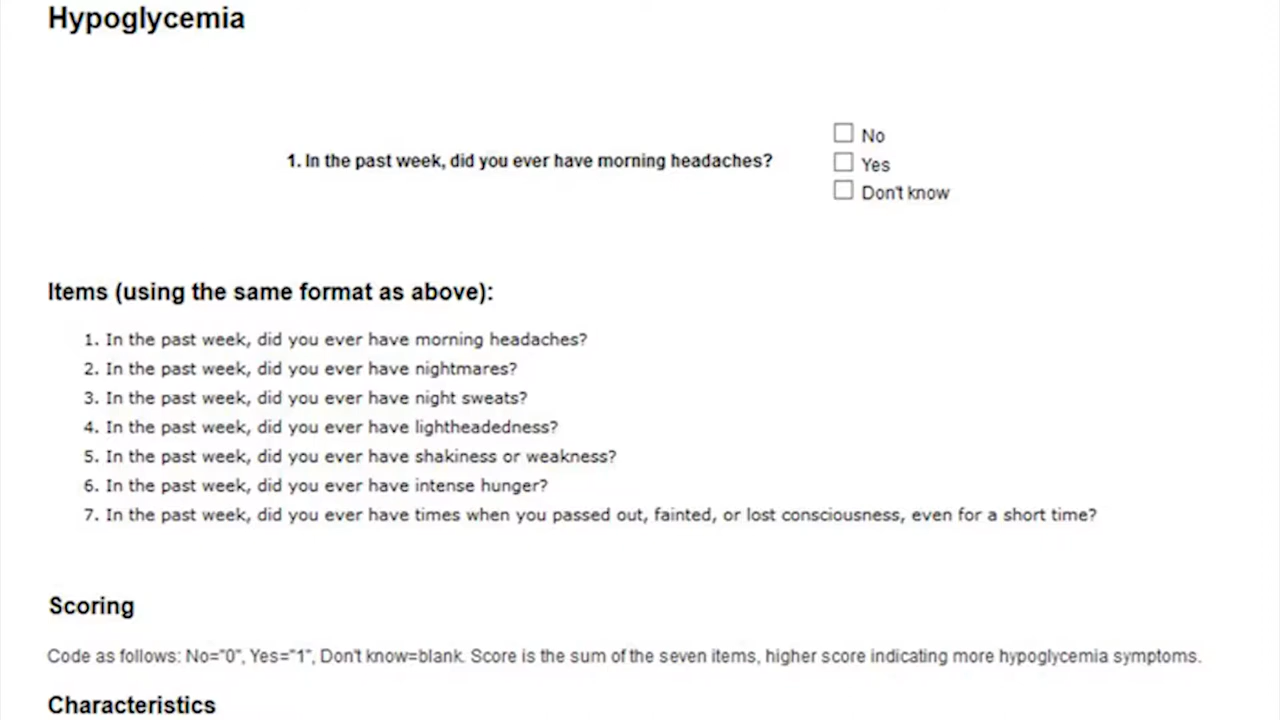 Hypoglycemia
1. In the past week, did you ever have morning headaches?
No
Yes
Don't know
Items (using the same format as above):
1. In the past week, did you ever have morning headaches?
2. In the past week, did you ever have nightmares?
3. In the past week, did you ever have night sweats?
4. In the past week, did you ever have lightheadedness?
5. In the past week, did you ever have shakiness or weakness?
6. In the past week, did you ever have intense hunger?
7. In the past week, did you ever have times when you passed out, fainted, or lost consciousness, even for a short time?
Scoring
Code as follows: No="0", Yes="1", Don't know=blank. Score is the sum of the seven items, higher score indicating more hypoglycemia symptoms.
Characteristics